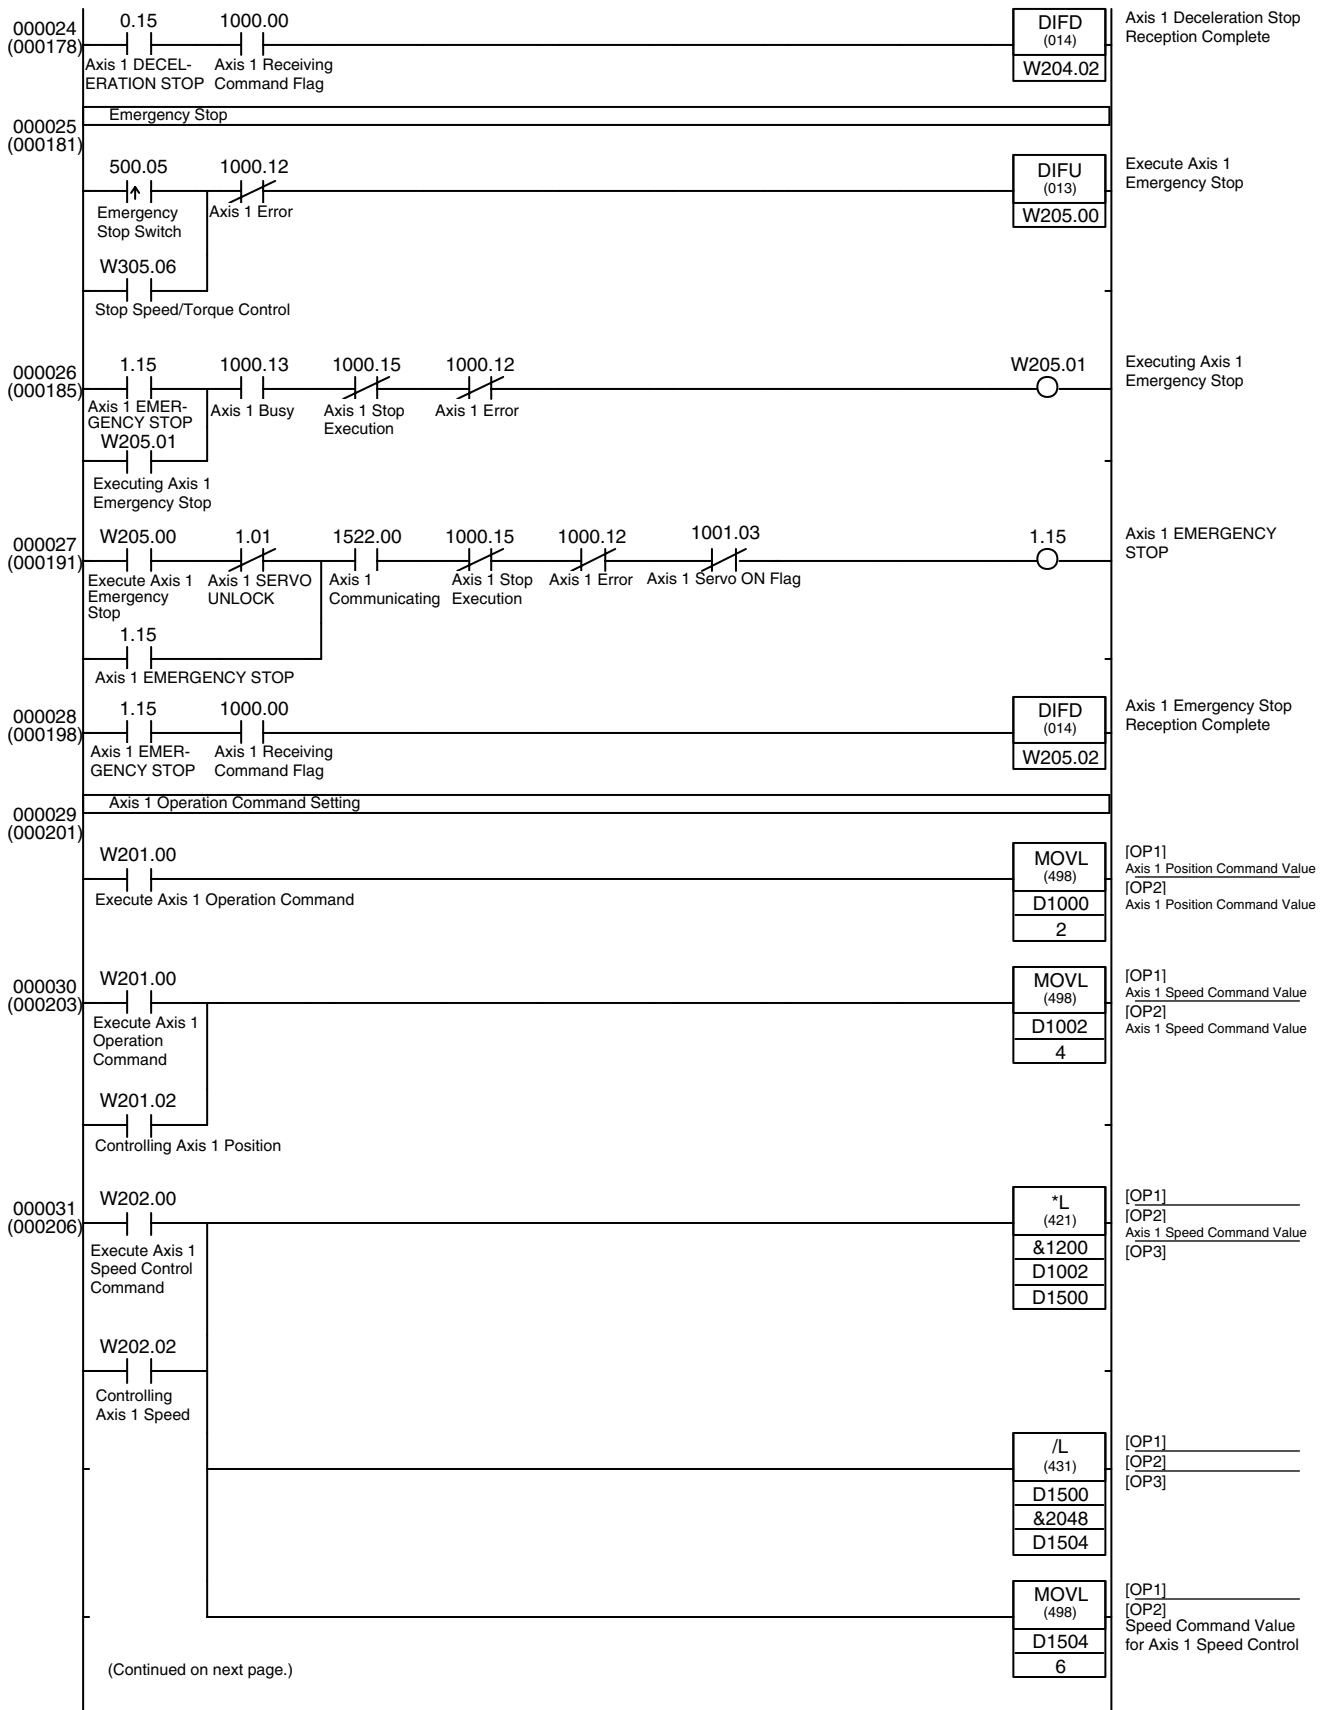 000024
(000178)
0.15 1000.00
Axis 1 DECEL-
ERATION STOP
Axis 1 Receiving
Command Flag
DIFD
(014)
W204.02
Axis 1 Deceleration Stop
Reception Complete
Emergency Stop
000025
(000181)
500.05 1000.12
Emergency
Stop Switch
Axis 1 Error
W305.06
Stop Speed/Torque Control
DIFU
(013)
W205.00
Execute Axis 1
Emergency Stop
000026
(000185)
1.15 1000.13 1000.15 1000.12 W205.01
Axis 1 EMER-
GENCY STOP
Axis 1 Busy
Axis 1 Stop
Execution
Axis 1 Error
W205.01
Executing Axis 1
Emergency Stop
Executing Axis 1
Emergency Stop
000027
(000191)
W205.00 1.01 1522.00 1000.15 1000.12 1001.03 1.15
Execute Axis 1
Emergency
Stop
Axis 1 SERVO
UNLOCK
Axis 1
Communicating
Axis 1 Stop
Execution
Axis 1 Error
Axis 1 Servo ON Flag
1.15
Axis 1 EMERGENCY STOP
Axis 1 EMERGENCY
STOP
000028
(000198)
1.15 1000.00
Axis 1 EMER-
GENCY STOP
Axis 1 Receiving
Command Flag
DIFD
(014)
W205.02
Axis 1 Emergency Stop
Reception Complete
Axis 1 Operation Command Setting
000029
(000201)
W201.00
Execute Axis 1 Operation Command
MOVL
(498)
D1000
2
[OP1]
Axis 1 Position Command Value
[OP2]
Axis 1 Position Command Value
000030
(000203)
W201.00
Execute Axis 1
Operation
Command
W201.02
Controlling Axis 1 Position
MOVL
(498)
D1002
4
[OP1]
Axis 1 Speed Command Value
[OP2]
Axis 1 Speed Command Value
000031
(000206)
W202.00
Execute Axis 1
Speed Control
Command
W202.02
Controlling
Axis 1 Speed
*L
(421)
&1200
D1002
D1500
[OP1]
[OP2]
Axis 1 Speed Command Value
[OP3]
/L
(431)
D1500
&2048
D1504
[OP1]
[OP2]
[OP3]
MOVL
(498)
D1504
6
[OP1]
[OP2]
Speed Command Value
for Axis 1 Speed Control
(Continued on next page.)